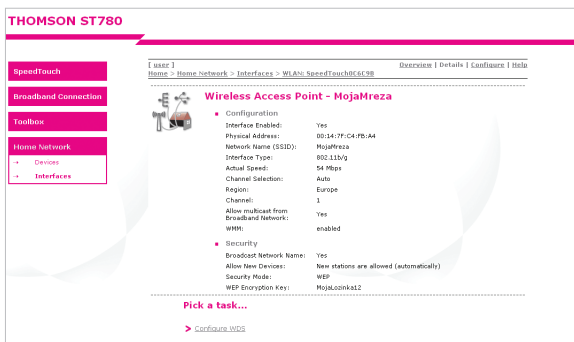 THOMSON ST780
[ user ]
Overview | Details | Configure | Help
Home > Home Network > Interfaces > WLAN: SpeedTouch0C6C98
SpeedTouch
Broadband Connection
Toolbox
Home Network
→ Devices
→ Interfaces
Wireless Access Point - MojaMreza
Configuration
Interface Enabled: Yes
Physical Address: 00:14:7F:C4:FB:A4
Network Name (SSID): MojaMreza
Interface Type: 802.11b/g
Actual Speed: 54 Mbps
Channel Selection: Auto
Region: Europe
Channel: 1
Allow multicast from
Broadband Network: Yes
WMM: enabled
Security
Broadcast Network Name: Yes
Allow New Devices: New stations are allowed (automatically)
Security Mode: WEP
WEP Encryption Key: MojaLozinka12
Pick a task...
> Configure WDS